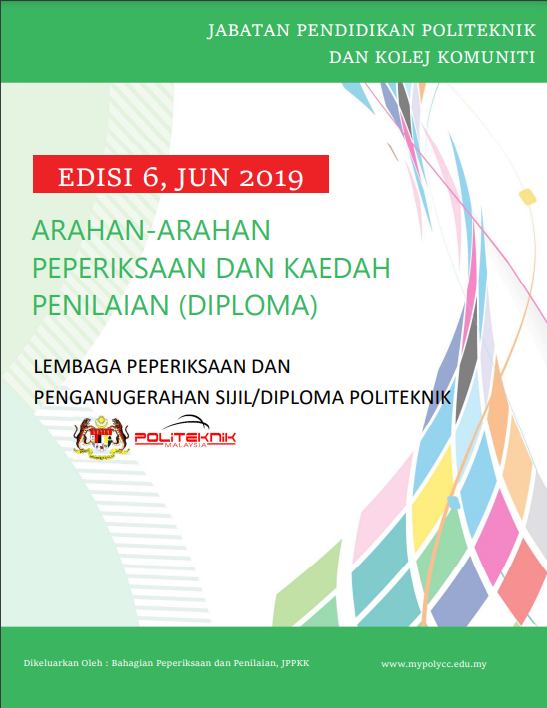 JABATAN PENDIDIKAN POLITEKNIK
DAN KOLEJ KOMUNITI
EDISI 6, JUN 2019
ARAHAN-ARAHAN
PEPERIKSAAN DAN KAEDAH
PENILAIAN (DIPLOMA)
LEMBAGA PEPERIKSAAN DAN
PENGANUGERAHAN SIJIL/DIPLOMA POLITEKNIK
POLITEKNIK
MALAYSIA
Dikeluarkan Oleh : Bahagian Peperiksaan dan Penilaian, JPPKK
www.mypolycc.edu.my